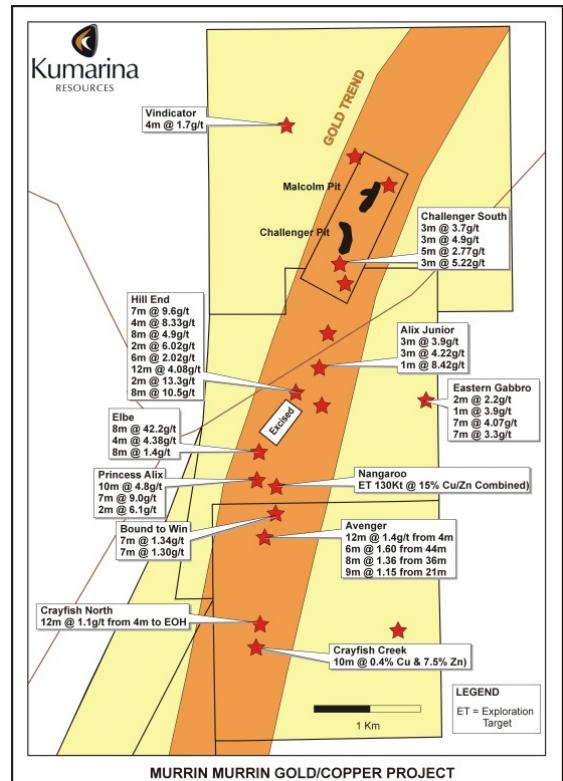 Kumarina
RESOURCES
GOLD TREND
Vindicator
4m @ 1.7g/t
Malcolm Pit
Challenger Pit
Challenger South
3m @ 3.7g/t
3m @ 4.9g/t
5m @ 2.77g/t
3m @ 5.22g/t
Hill End
7m @ 9.6g/t
4m @ 8.33g/t
8m @ 4.9g/t
2m @ 6.02g/t
6m @ 2.02g/t
12m @ 4.08g/t
2m @ 13.3g/t
8m @ 10.5g/t
Alix Junior
3m @ 3.9g/t
3m @ 4.22g/t
1m @ 8.42g/t
Eastern Gabbro
2m @ 2.2g/t
1m @ 3.9g/t
7m @ 4.07g/t
7m @ 3.3g/t
Excised
Elbe
8m @ 42.2g/t
4m @ 4.38g/t
8m @ 1.4g/t
Princess Alix
10m @ 4.8g/t
7m @ 9.0g/t
2m @ 6.1g/t
Nangaroo
ET 130Kt @ 15% Cu/Zn Combined)
Bound to Win
7m @ 1.34g/t
7m @ 1.30g/t
Avenger
12m @ 1.4g/t from 4m
6m @ 1.60 from 44m
8m @ 1.36 from 36m
9m @ 1.15 from 21m
Crayfish North
12m @ 1.1g/t from 4m to EOH
Crayfish Creek
10m @ 0.4% Cu & 7.5% Zn)
1 Km
LEGEND
ET = Exploration
Target
MURRIN MURRIN GOLD/COPPER PROJECT